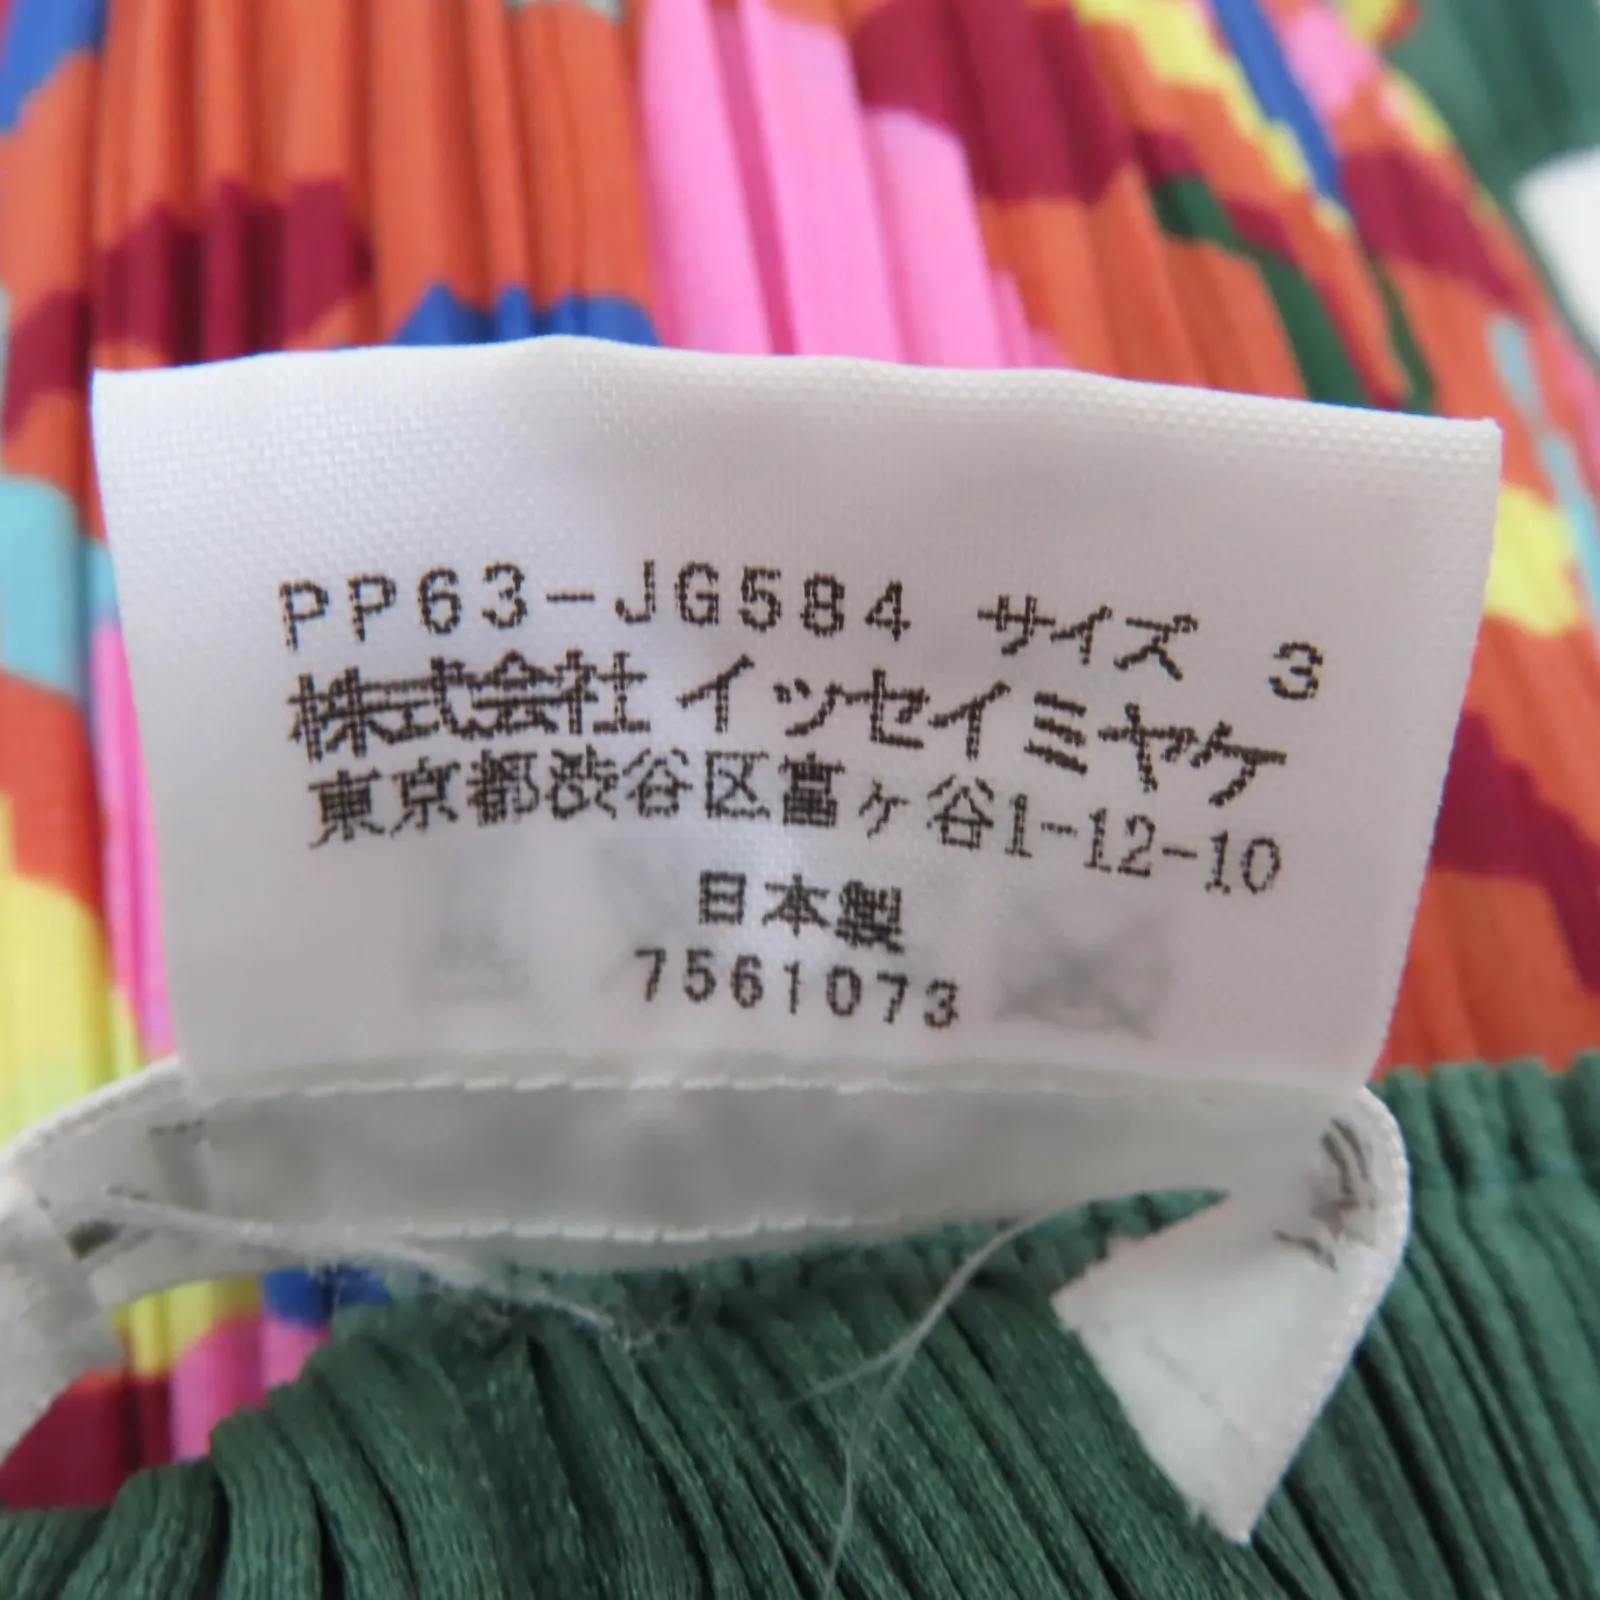 PP63-JG584 サイズ 3
株式会社 イッセイミヤケ
東京都渋谷区富ヶ谷1-12-10
日本製
7561073